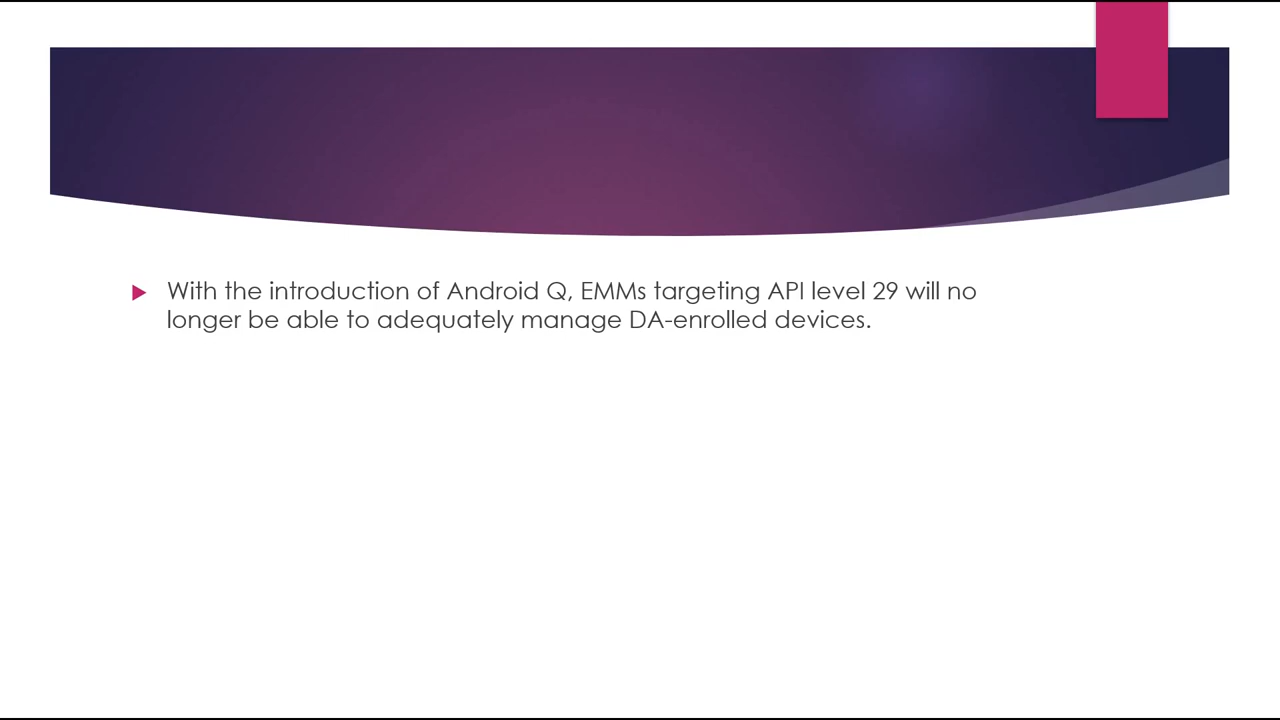 With the introduction of Android Q, EMMs targeting API level 29 will no
longer be able to adequately manage DA-enrolled devices.